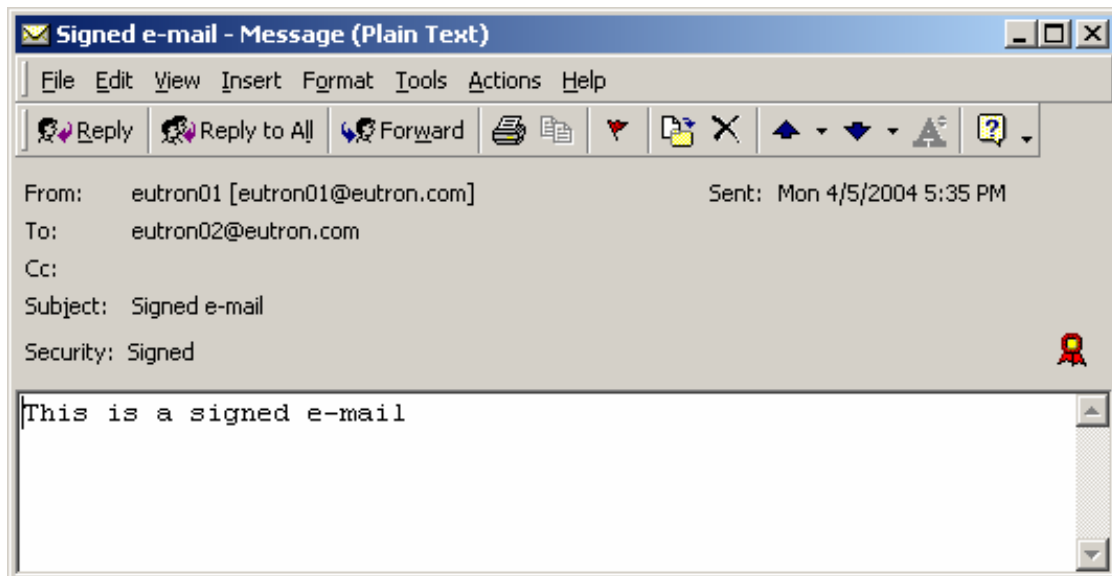 Signed e-mail - Message (Plain Text)
File Edit View Insert Format Tools Actions Help
Reply Reply to All Forward
From: eutron01 [eutron01@eutron.com] Sent: Mon 4/5/2004 5:35 PM
To: eutron02@eutron.com
Cc:
Subject: Signed e-mail
Security: Signed
This is a signed e-mail